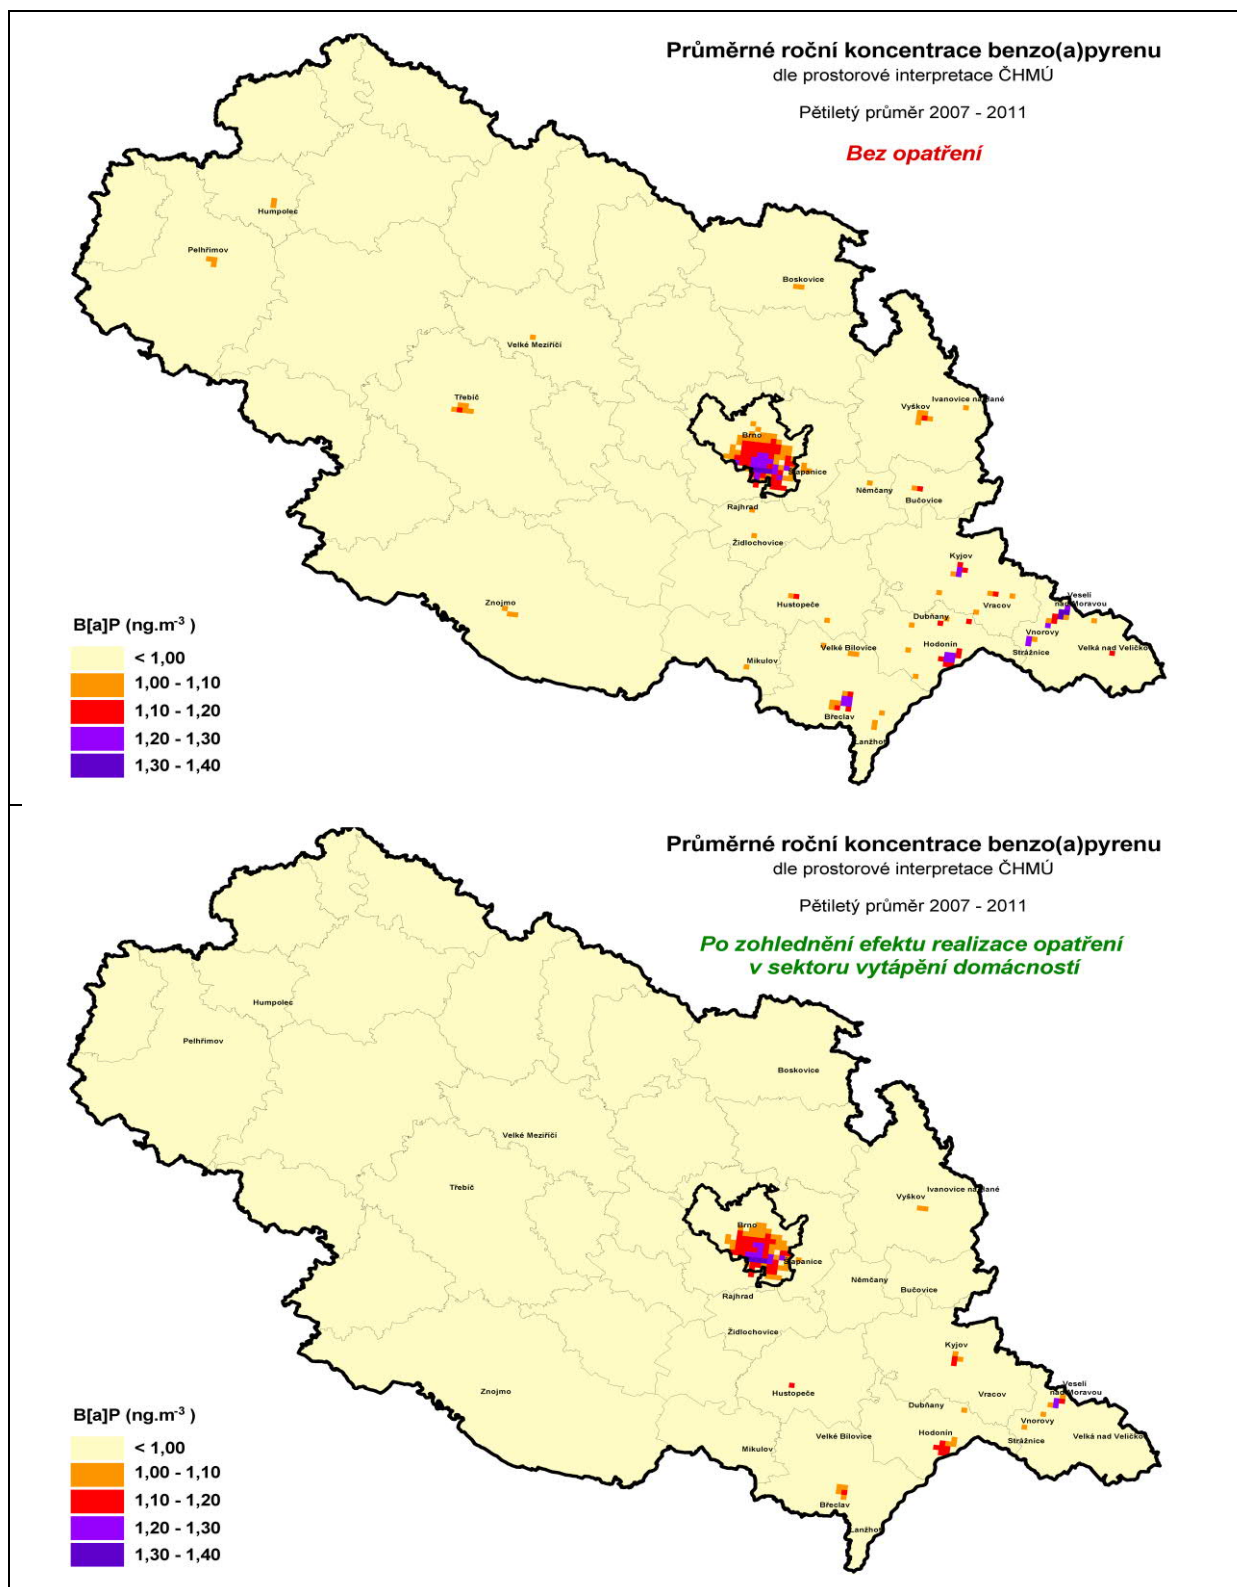 Průměrné roční koncentrace benzo(a)pyrenu
dle prostorové interpretace ČHMÚ
Pětiletý průměr 2007 - 2011
Bez opatření
Humpolec
Pelhřimov
Boskovice
Velké Meziříčí
Třebíč
Ivanovice na Hané
Vyškov
Brno
Šlapanice
Němčany
Bučovice
Rajhrad
Židlochovice
Kyjov
Znojmo
Hustopeče
Vracov
Veselí
nad Moravou
Dubňany
Vnorovy
Hodonín
Strážnice
Velké Bílovice
Velká nad Veličko
Mikulov
Břeclav
Lanžhot
B[a]P (ng.m-3 )
< 1,00
1,00 - 1,10
1,10 - 1,20
1,20 - 1,30
1,30 - 1,40
Průměrné roční koncentrace benzo(a)pyrenu
dle prostorové interpretace ČHMÚ
Pětiletý průměr 2007 - 2011
Po zohlednění efektu realizace opatření
v sektoru vytápění domácností
Humpolec
Pelhřimov
Boskovice
Velké Meziříčí
Třebíč
Ivanovice na Hané
Vyškov
Brno
Šlapanice
Němčany
Bučovice
Rajhrad
Židlochovice
Kyjov
Znojmo
Hustopeče
Vracov
Veselí
nad Moravou
Dubňany
Vnorovy
Hodonín
Strážnice
Velké Bílovice
Velká nad Veličko
Mikulov
Břeclav
Lanžhot
B[a]P (ng.m-3 )
< 1,00
1,00 - 1,10
1,10 - 1,20
1,20 - 1,30
1,30 - 1,40